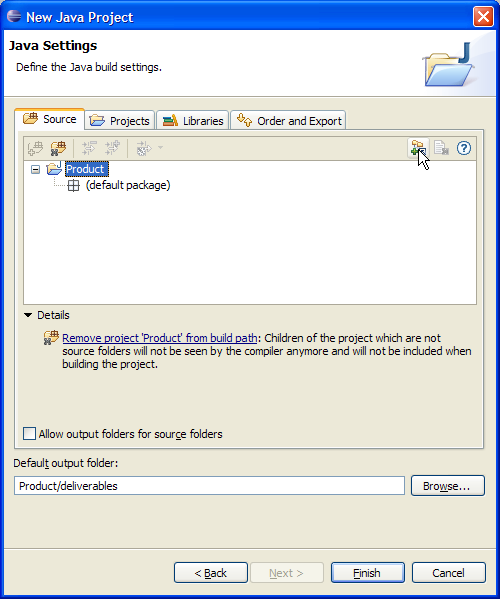 New Java Project
Java Settings
Define the Java build settings.
Source Projects Libraries Order and Export
Product
(default package)
Details
Remove project 'Product' from build path: Children of the project which are not
source folders will not be seen by the compiler anymore and will not be included when
building the project.
Allow output folders for source folders
Default output folder:
Product/deliverables
Browse...
< Back Next > Finish Cancel